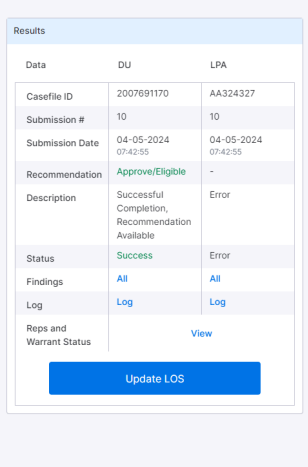 Results
Data DU LPA
Casefile ID 2007691170 AA324327
Submission # 10 10
Submission Date 04-05-2024 04-05-2024
07:42:55 07:42:55
Recommendation Approve/Eligible -
Description Successful Error
Completion,
Recommendation
Available
Status Success Error
Findings All All
Log Log Log
Reps and
Warrant Status View
Update LOS